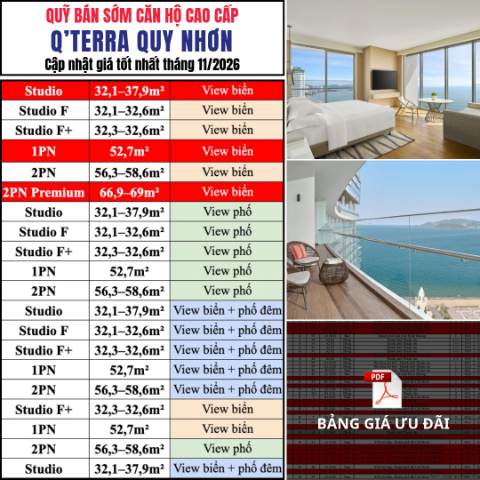 QUỸ BÁN SỚM CĂN HỘ CAO CẤP
Q'TERRA QUY NHƠN
Cập nhật giá tốt nhất tháng 11/2026
Studio 32,1–37,9m² View biển
Studio F 32,1–32,6m² View biển
Studio F+ 32,3–32,6m² View biển
1PN 52,7m² View biển
2PN 56,3–58,6m² View biển
2PN Premium 66,9–69m² View biển
Studio 32,1–37,9m² View phố
Studio F 32,1–32,6m² View phố
Studio F+ 32,3–32,6m² View phố
1PN 52,7m² View phố
2PN 56,3–58,6m² View phố
Studio 32,1–37,9m² View biển + phố đêm
Studio F 32,1–32,6m² View biển + phố đêm
Studio F+ 32,3–32,6m² View biển + phố đêm
1PN 52,7m² View biển + phố đêm
2PN 56,3–58,6m² View biển + phố đêm
Studio F+ 32,3–32,6m² View biển
1PN 52,7m² View biển
2PN 56,3–58,6m² View phố
Studio 32,1–37,9m² View biển + phố đêm
PDF
BẢNG GIÁ ƯU ĐÃI